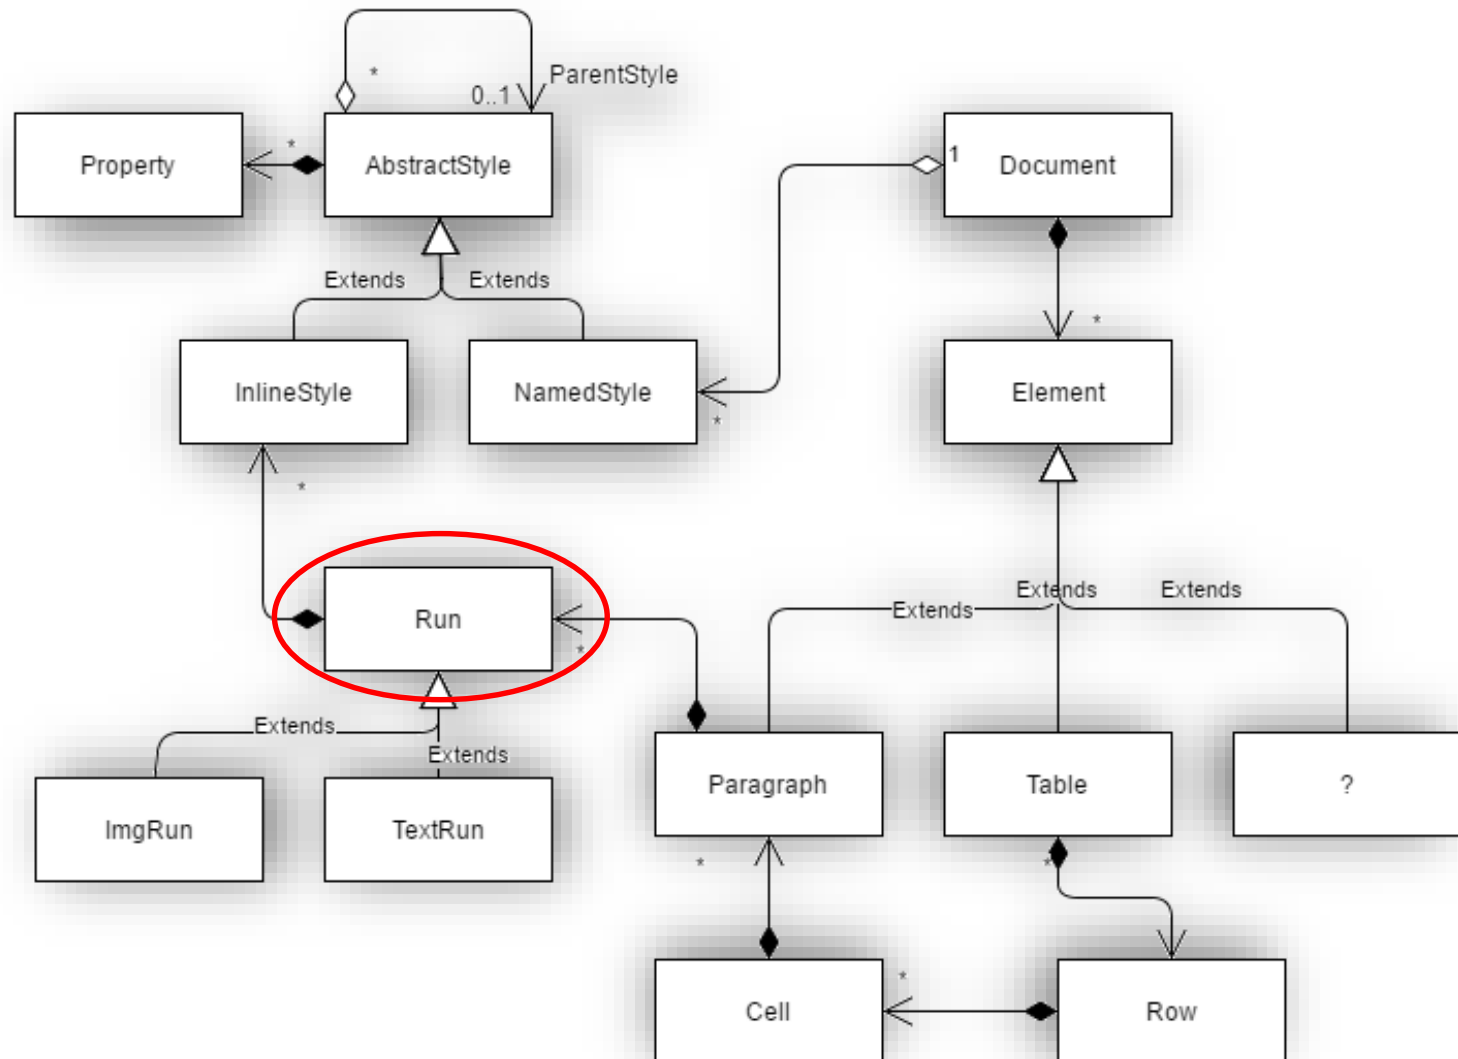 *
ParentStyle
0..1
Property
*
AbstractStyle
1
Document
Extends
Extends
*
InlineStyle
NamedStyle
Element
*
*
Run
*
Extends
Extends
Extends
Extends
Extends
ImgRun
TextRun
Paragraph
Table
?
*
*
*
Cell
Row